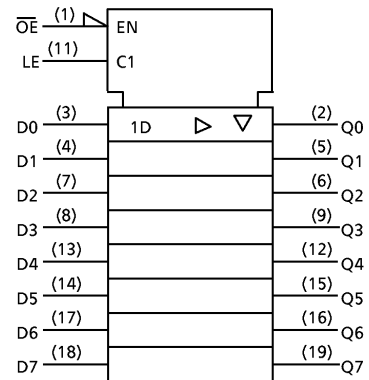 O̅E̅ (1) EN
LE (11) C1
D0 (3) 1D (2) Q0
D1 (4) (5) Q1
D2 (7) (6) Q2
D3 (8) (9) Q3
D4 (13) (12) Q4
D5 (14) (15) Q5
D6 (17) (16) Q6
D7 (18) (19) Q7